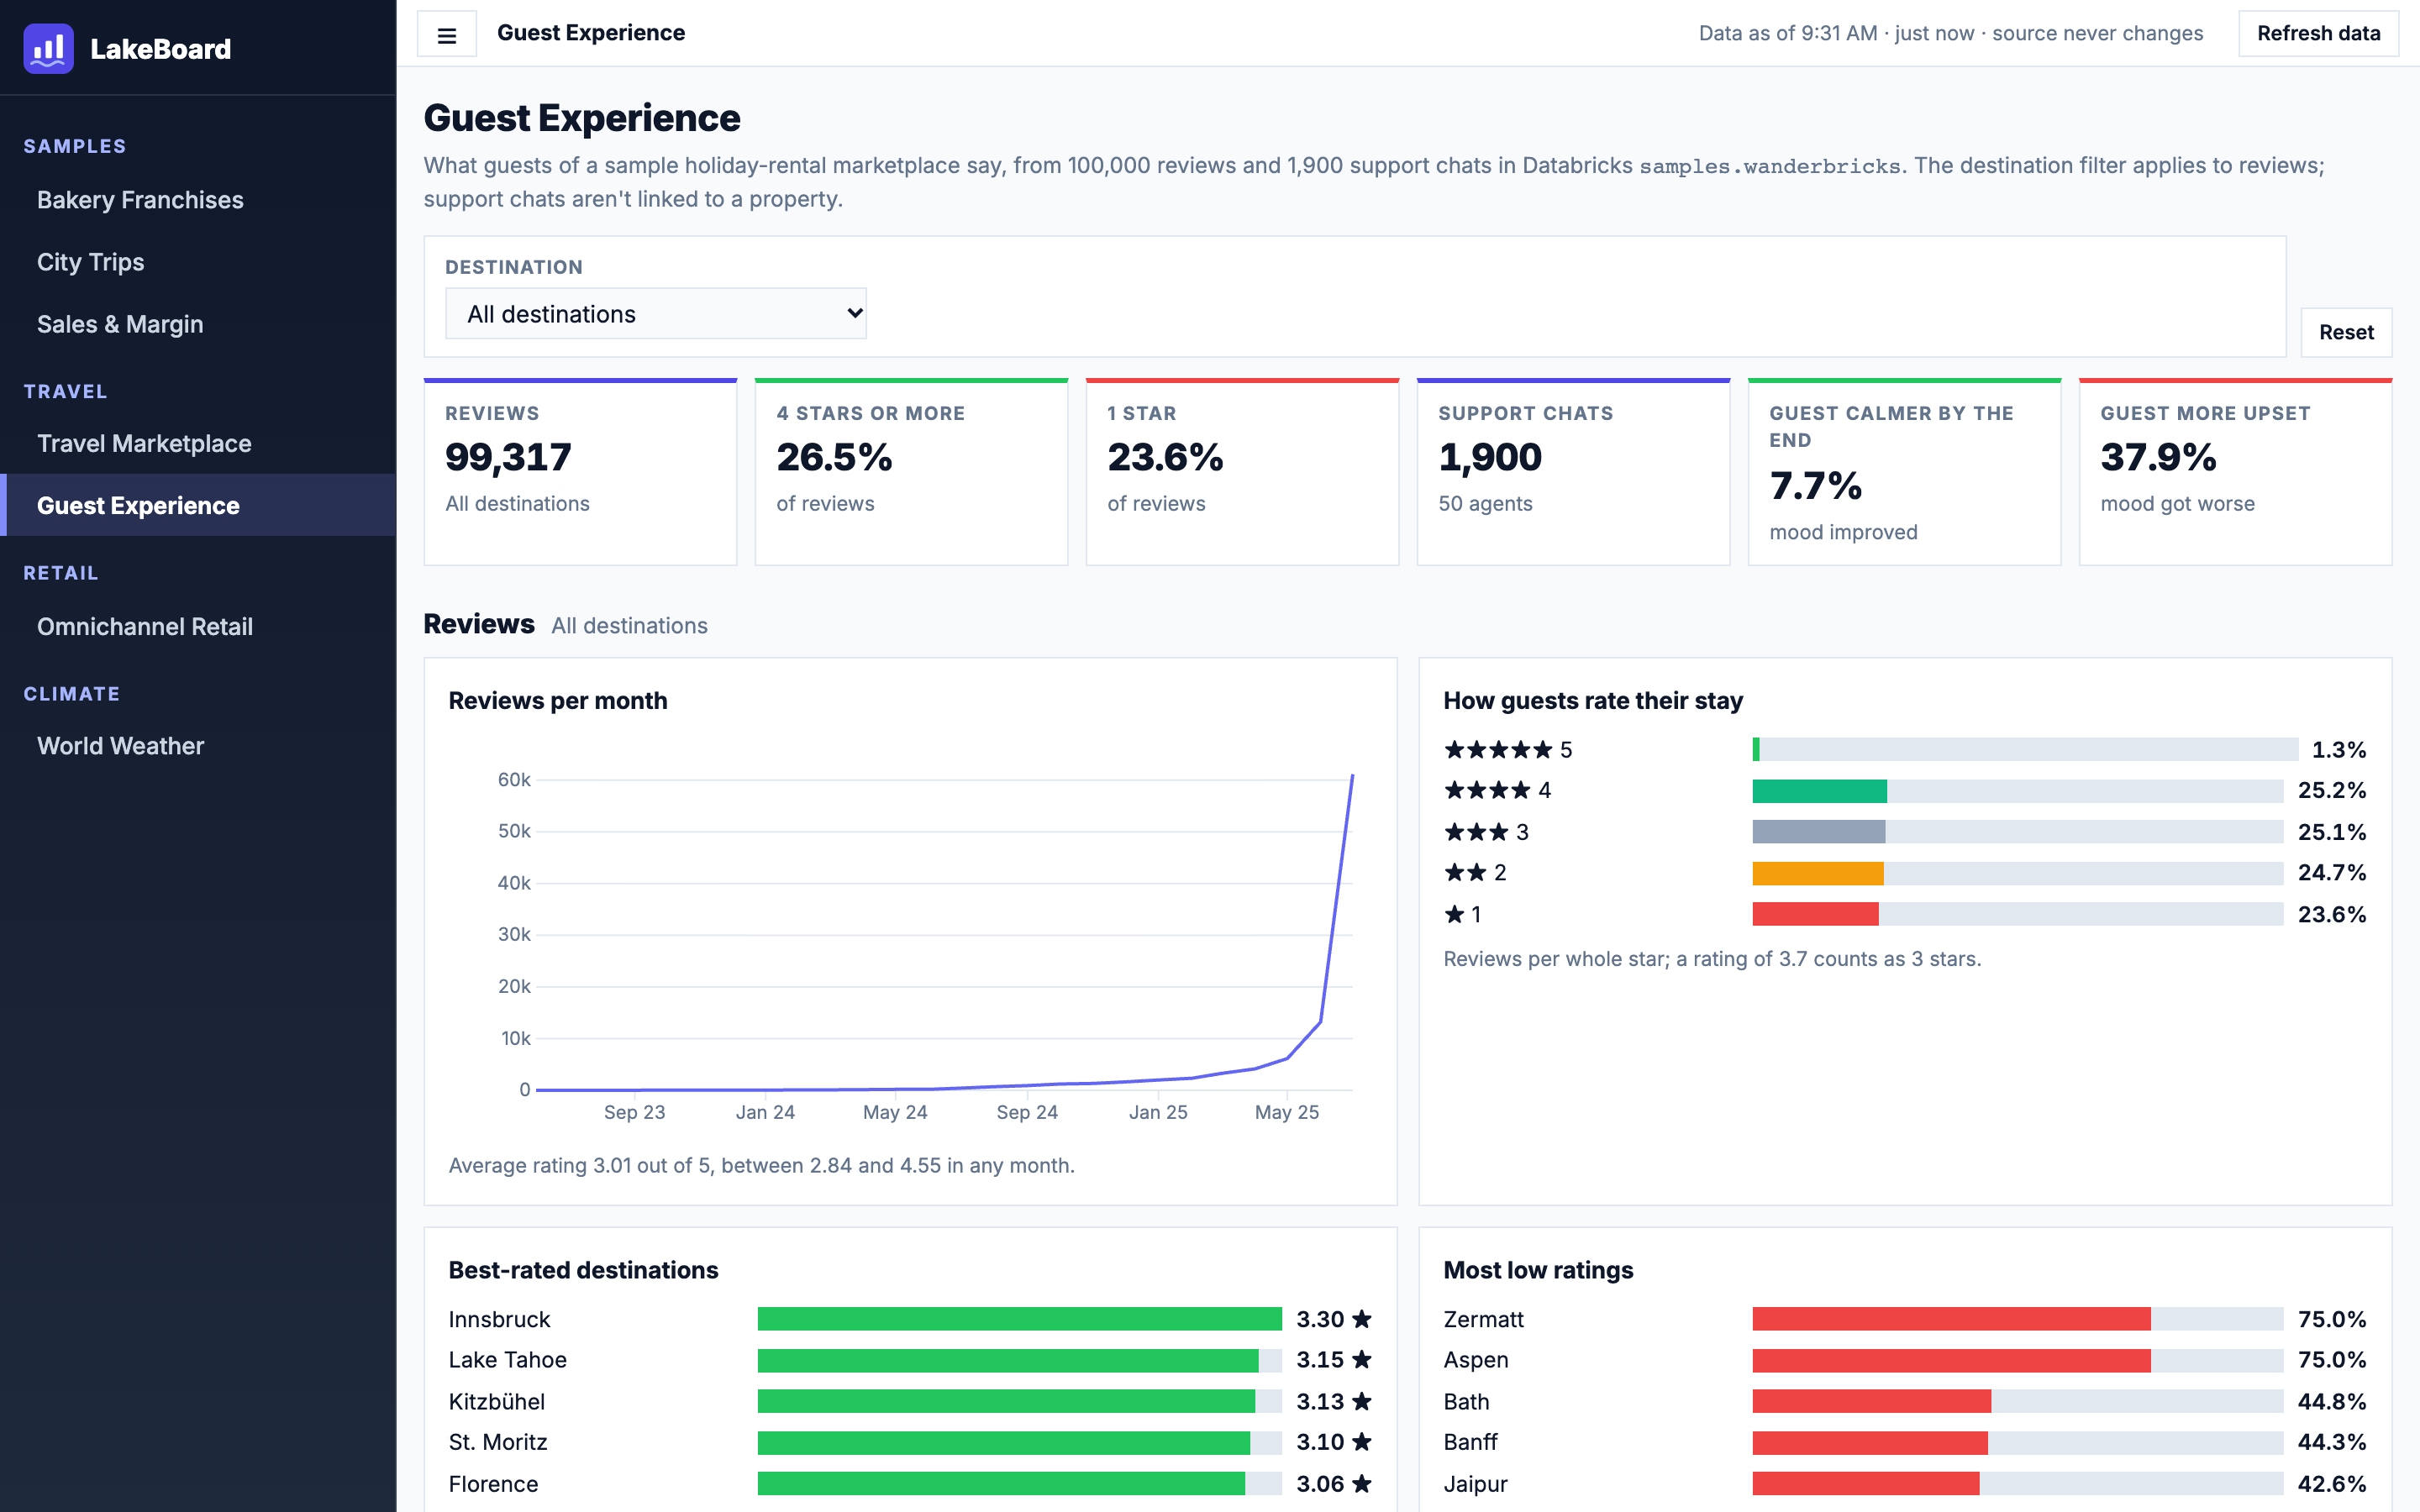 LakeBoard
SAMPLES
Bakery Franchises
City Trips
Sales & Margin
TRAVEL
Travel Marketplace
Guest Experience
RETAIL
Omnichannel Retail
CLIMATE
World Weather
Guest Experience
Data as of 9:31 AM · just now · source never changes
Refresh data
Guest Experience
What guests of a sample holiday-rental marketplace say, from 100,000 reviews and 1,900 support chats in Databricks samples.wanderbricks. The destination filter applies to reviews;
support chats aren't linked to a property.
DESTINATION
All destinations
Reset
REVIEWS
99,317
All destinations
4 STARS OR MORE
26.5%
of reviews
1 STAR
23.6%
of reviews
SUPPORT CHATS
1,900
50 agents
GUEST CALMER BY THE
END
7.7%
mood improved
GUEST MORE UPSET
37.9%
mood got worse
Reviews All destinations
Reviews per month
60k
50k
40k
30k
20k
10k
0
Sep 23 Jan 24 May 24 Sep 24 Jan 25 May 25
Average rating 3.01 out of 5, between 2.84 and 4.55 in any month.
How guests rate their stay
★★★★★ 5 1.3%
★★★★ 4 25.2%
★★★ 3 25.1%
★★ 2 24.7%
★ 1 23.6%
Reviews per whole star; a rating of 3.7 counts as 3 stars.
Best-rated destinations
Innsbruck 3.30 ★
Lake Tahoe 3.15 ★
Kitzbühel 3.13 ★
St. Moritz 3.10 ★
Florence 3.06 ★
Most low ratings
Zermatt 75.0%
Aspen 75.0%
Bath 44.8%
Banff 44.3%
Jaipur 42.6%